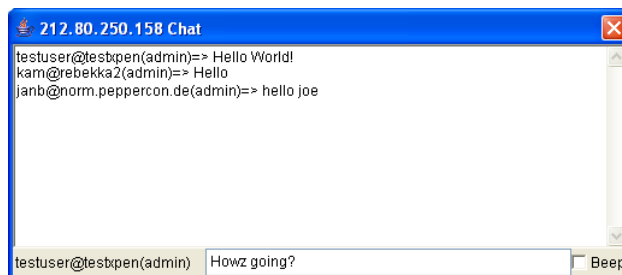 212.80.250.158 Chat
testuser@testxpen(admin)=> Hello World!
kam@rebekka2(admin)=> Hello
janb@norm.peppercon.de(admin)=> hello joe
testuser@testxpen(admin) Howz going? Beep